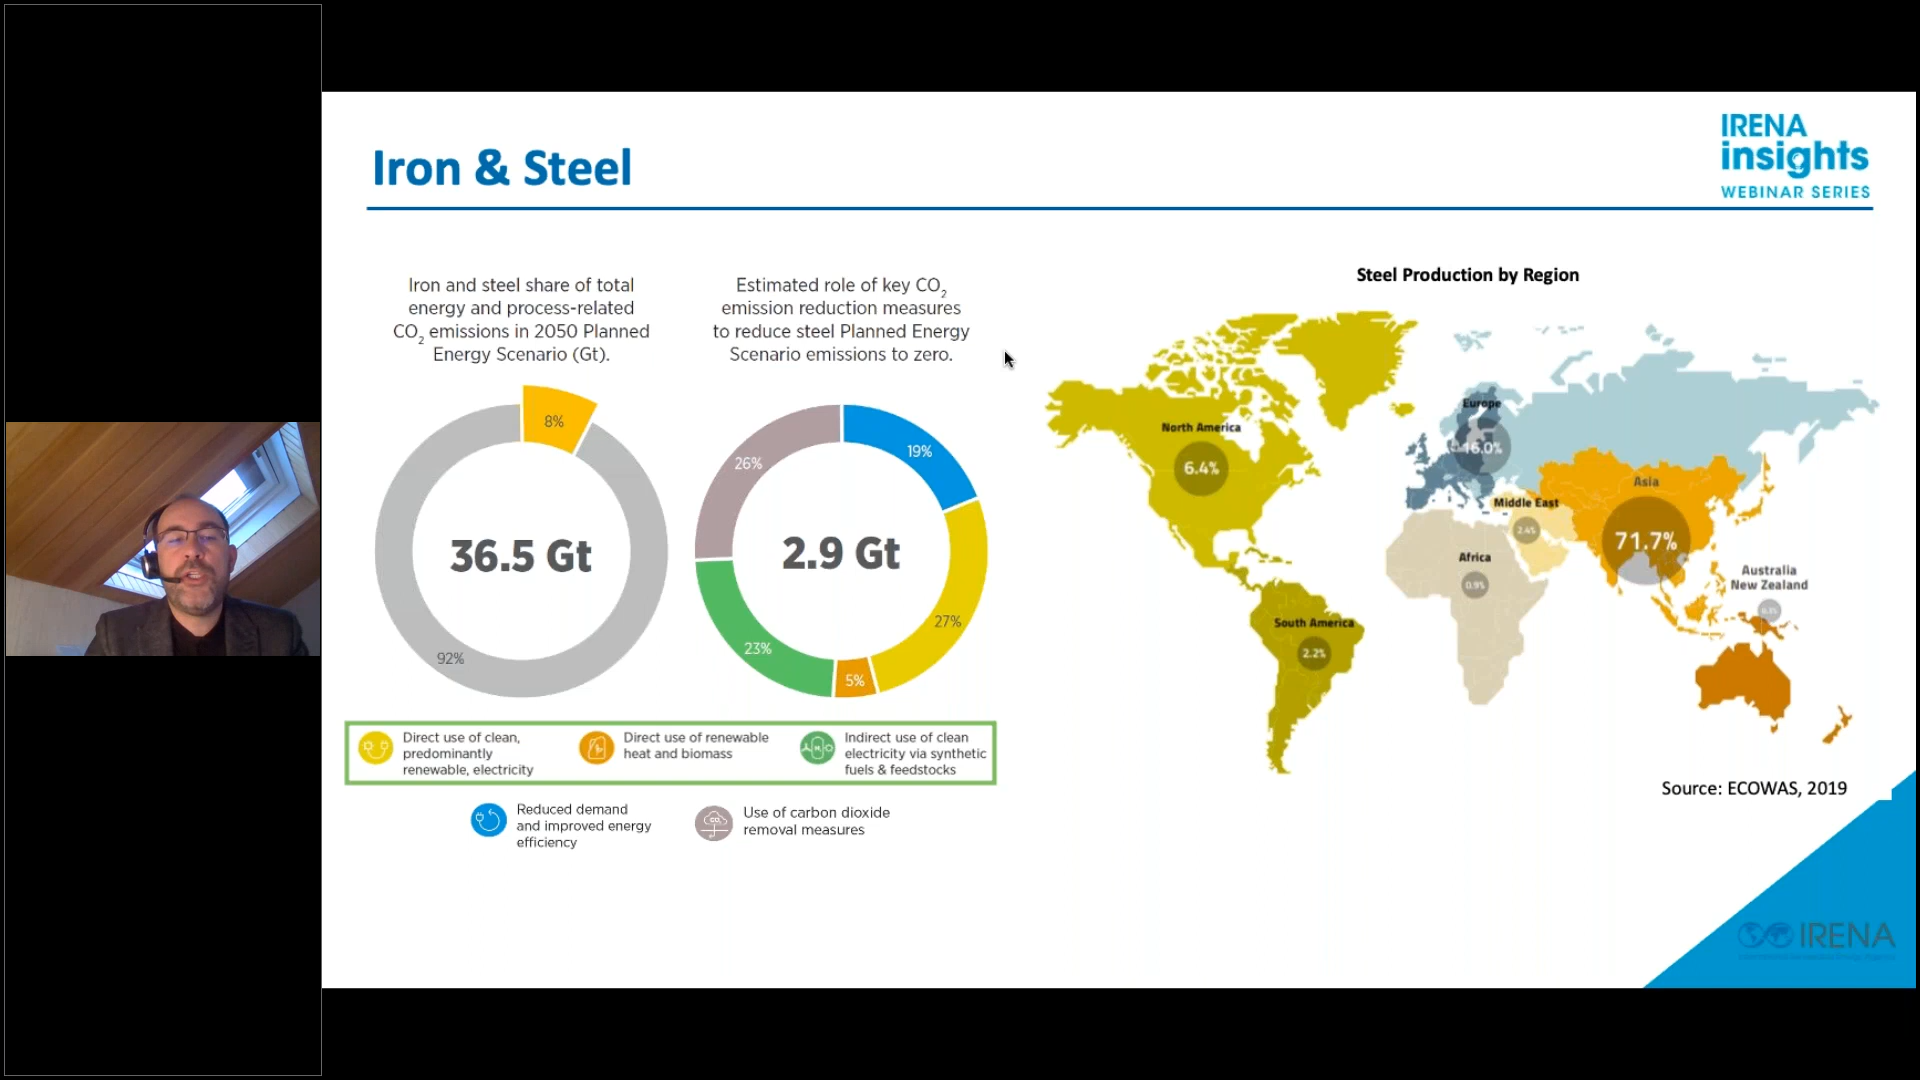 Iron & Steel
IRENA
insights
WEBINAR SERIES
Iron and steel share of total
energy and process-related
CO2 emissions in 2050 Planned
Energy Scenario (Gt).
8%
36.5 Gt
92%
Estimated role of key CO2
emission reduction measures
to reduce steel Planned Energy
Scenario emissions to zero.
26%
19%
2.9 Gt
27%
23%
5%
Direct use of clean,
predominantly
renewable, electricity
Direct use of renewable
heat and biomass
Indirect use of clean
electricity via synthetic
fuels & feedstocks
Reduced demand
and improved energy
efficiency
Use of carbon dioxide
removal measures
Steel Production by Region
Europe
16.0%
North America
6.4%
Asia
71.7%
Middle East
2.4%
Africa
0.9%
Australia
New Zealand
South America
2.2%
Source: ECOWAS, 2019
IRENA